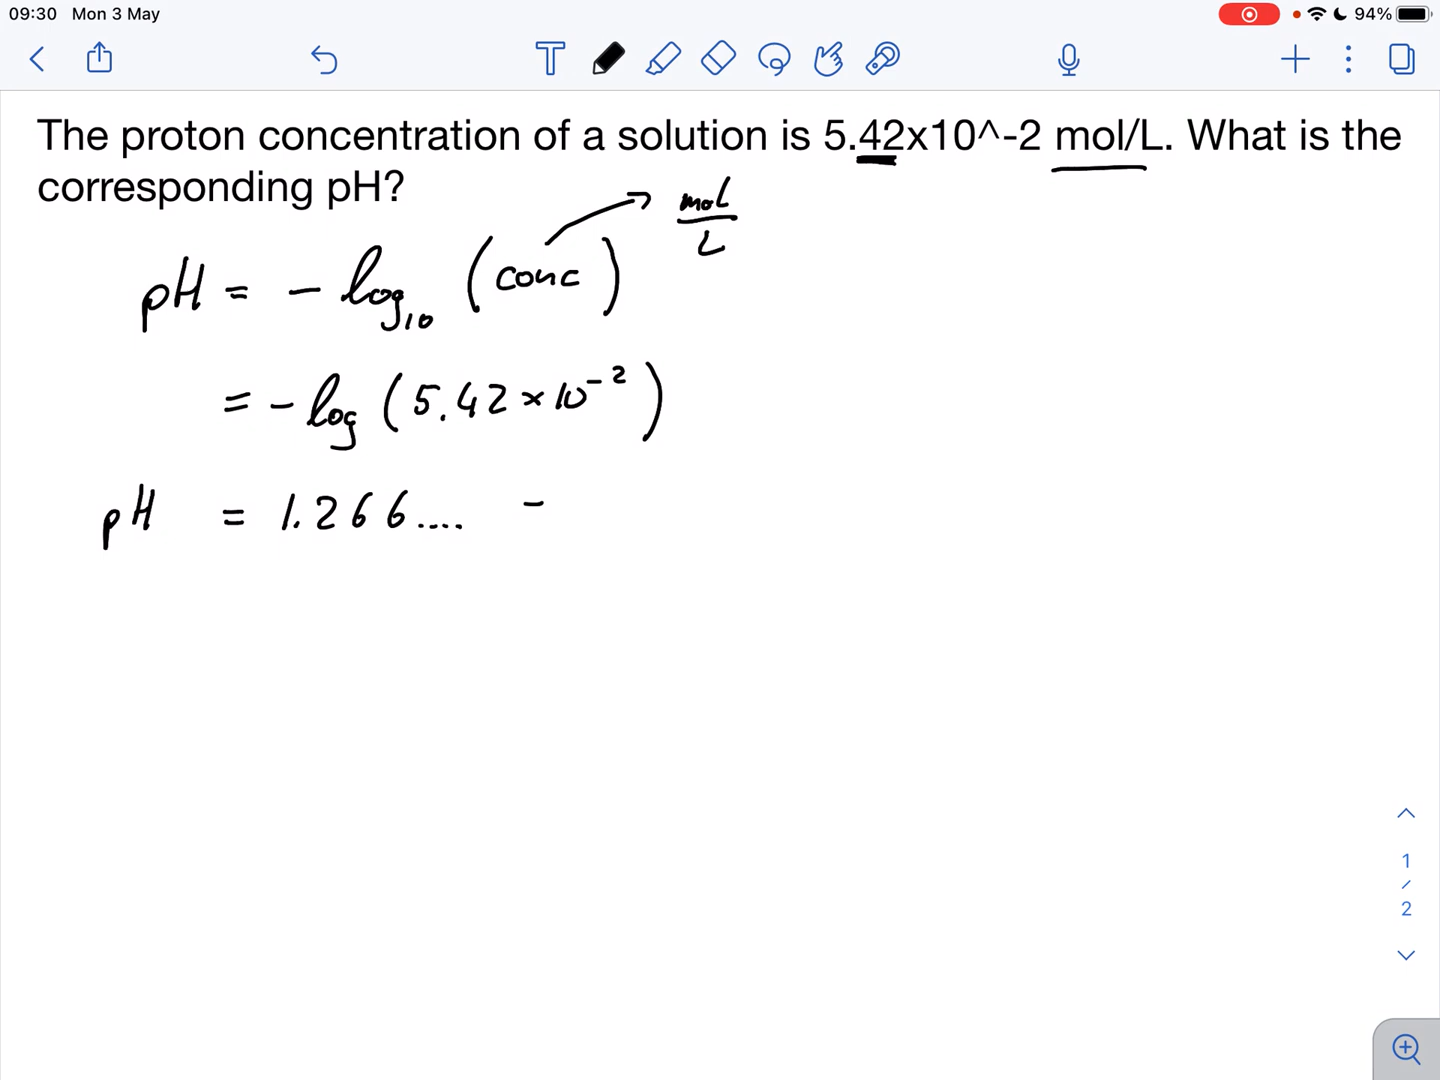 09:30 Mon 3 May 94%
The proton concentration of a solution is 5.42x10^-2 mol/L. What is the
corresponding pH?
mol
L
pH = - log₁₀ (conc)
= - log (5.42 × 10⁻²)
pH = 1.266.... -
1
/
2